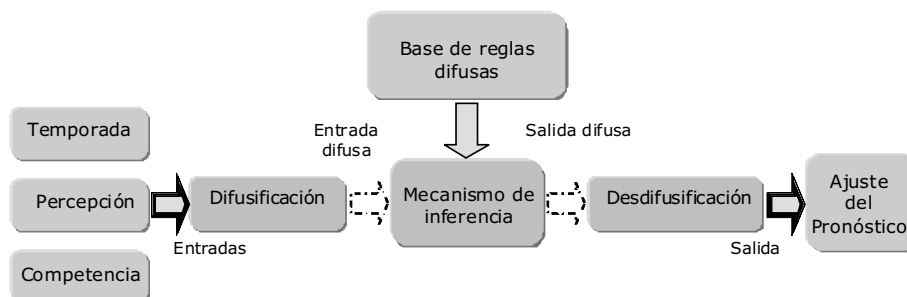 Base de reglas
difusas
Temporada
Entrada
difusa
Salida difusa
Percepción
Difusificación
Mecanismo de
inferencia
Desdifusificación
Ajuste
del
Pronóstico
Entradas
Salida
Competencia